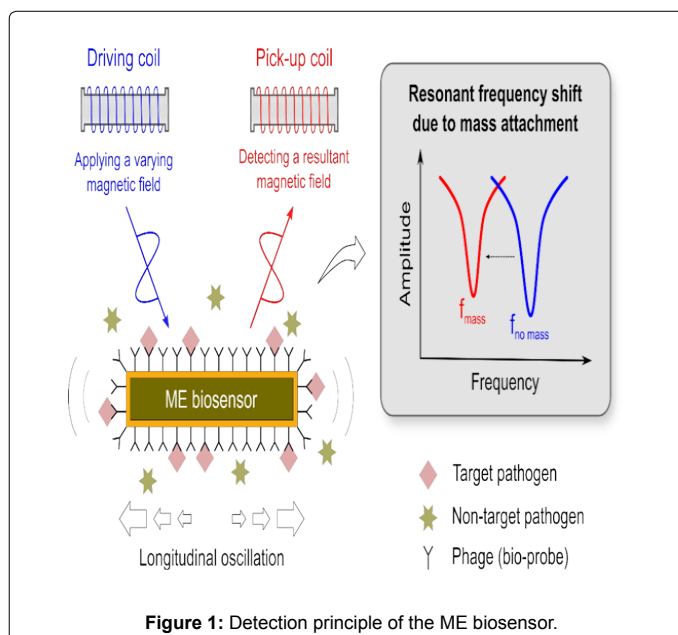 Driving coil
Pick-up coil
Applying a varying
magnetic field
Detecting a resultant
magnetic field
Resonant frequency shift
due to mass attachment
Amplitude
f mass
f no mass
Frequency
ME biosensor
Longitudinal oscillation
Target pathogen
Non-target pathogen
Phage (bio-probe)
Figure 1: Detection principle of the ME biosensor.